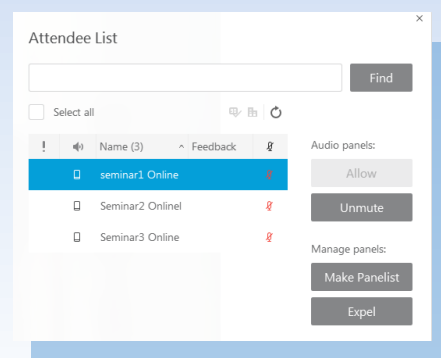 Attendee List
Find
Select all
! Name (3) Feedback
Audio panels:
seminar1 Online
Allow
Seminar2 Onlinel
Unmute
Seminar3 Online
Manage panels:
Make Panelist
Expel